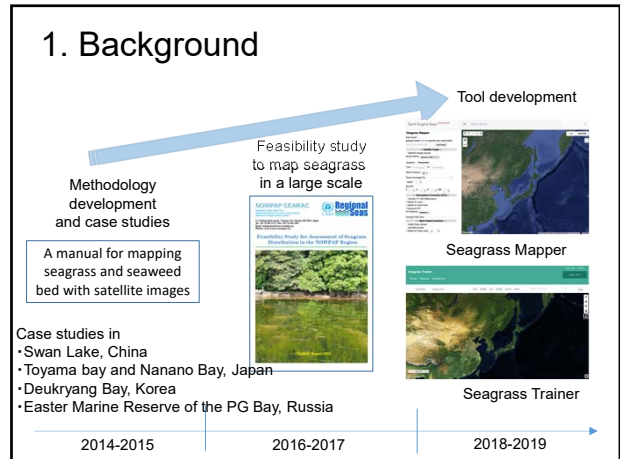 1. Background
Tool development
Feasibility study
to map seagrass
in a large scale
Methodology
development
and case studies
A manual for mapping
seagrass and seaweed
bed with satellite images
NOWPAP CEARAC
Regional
Seas
Feasibility Study for Assessment of Seagrass
Distribution in the NOWPAP Region
Seagrass Mapper
Seagrass Mapper
Seagrass Trainer
Seagrass Trainer
Case studies in
・Swan Lake, China
・Toyama bay and Nanano Bay, Japan
・Deukryang Bay, Korea
・Easter Marine Reserve of the PG Bay, Russia
2014-2015
2016-2017
2018-2019